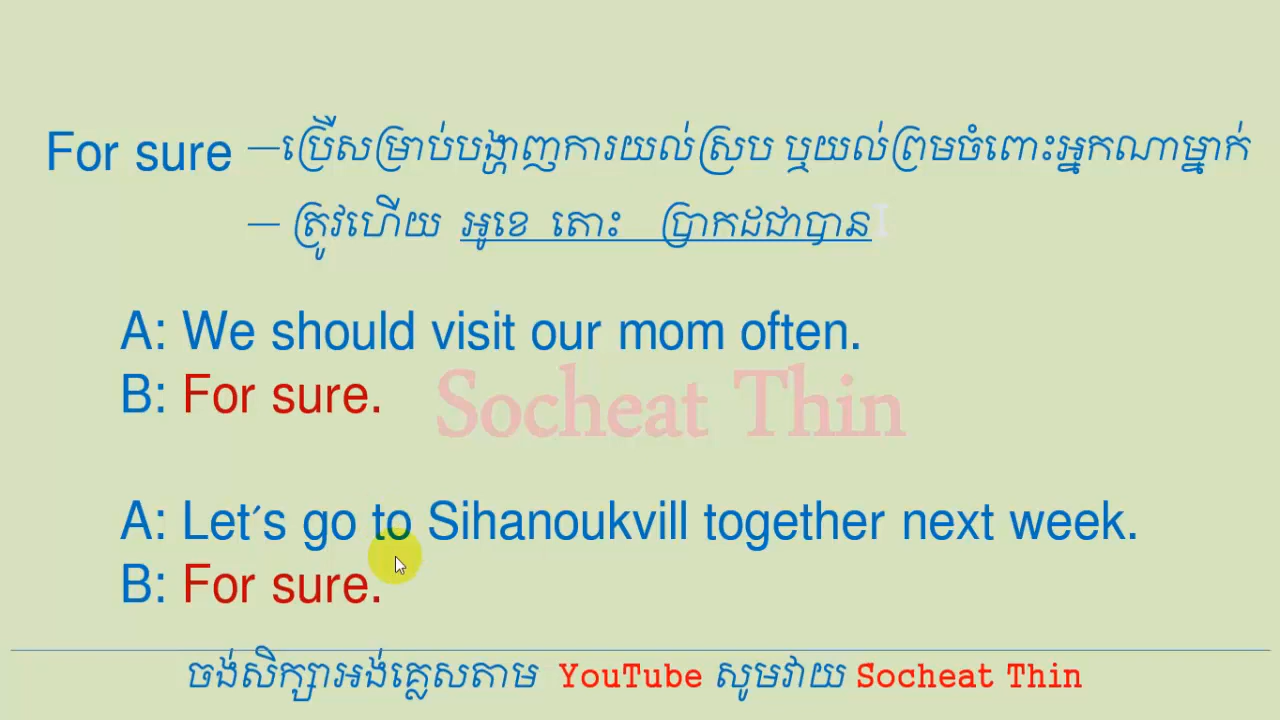 For sure –ប្រើសម្រាប់បង្ហាញការយល់ស្រប ឬយល់ព្រមចំពោះអ្នកណាម្នាក់
– ត្រូវហើយ អូខេ តោះ ប្រាកដជាបាន
A: We should visit our mom often.
B: For sure.
Socheat Thin
A: Let's go to Sihanoukvill together next week.
B: For sure.
ចង់សិក្សាអង់គ្លេសតាម YouTube សូមវាយ Socheat Thin